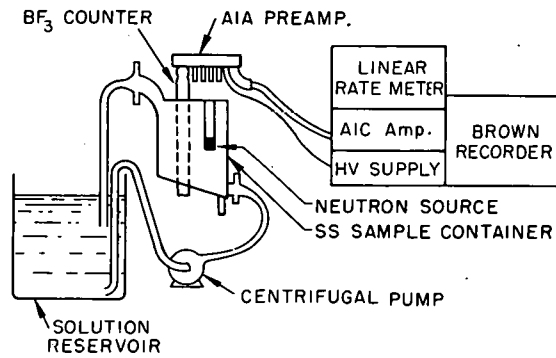 BF3 COUNTER
AIA PREAMP.
LINEAR
RATE METER
AIC Amp.
HV SUPPLY
BROWN
RECORDER
NEUTRON SOURCE
SS SAMPLE CONTAINER
CENTRIFUGAL PUMP
SOLUTION
RESERVOIR